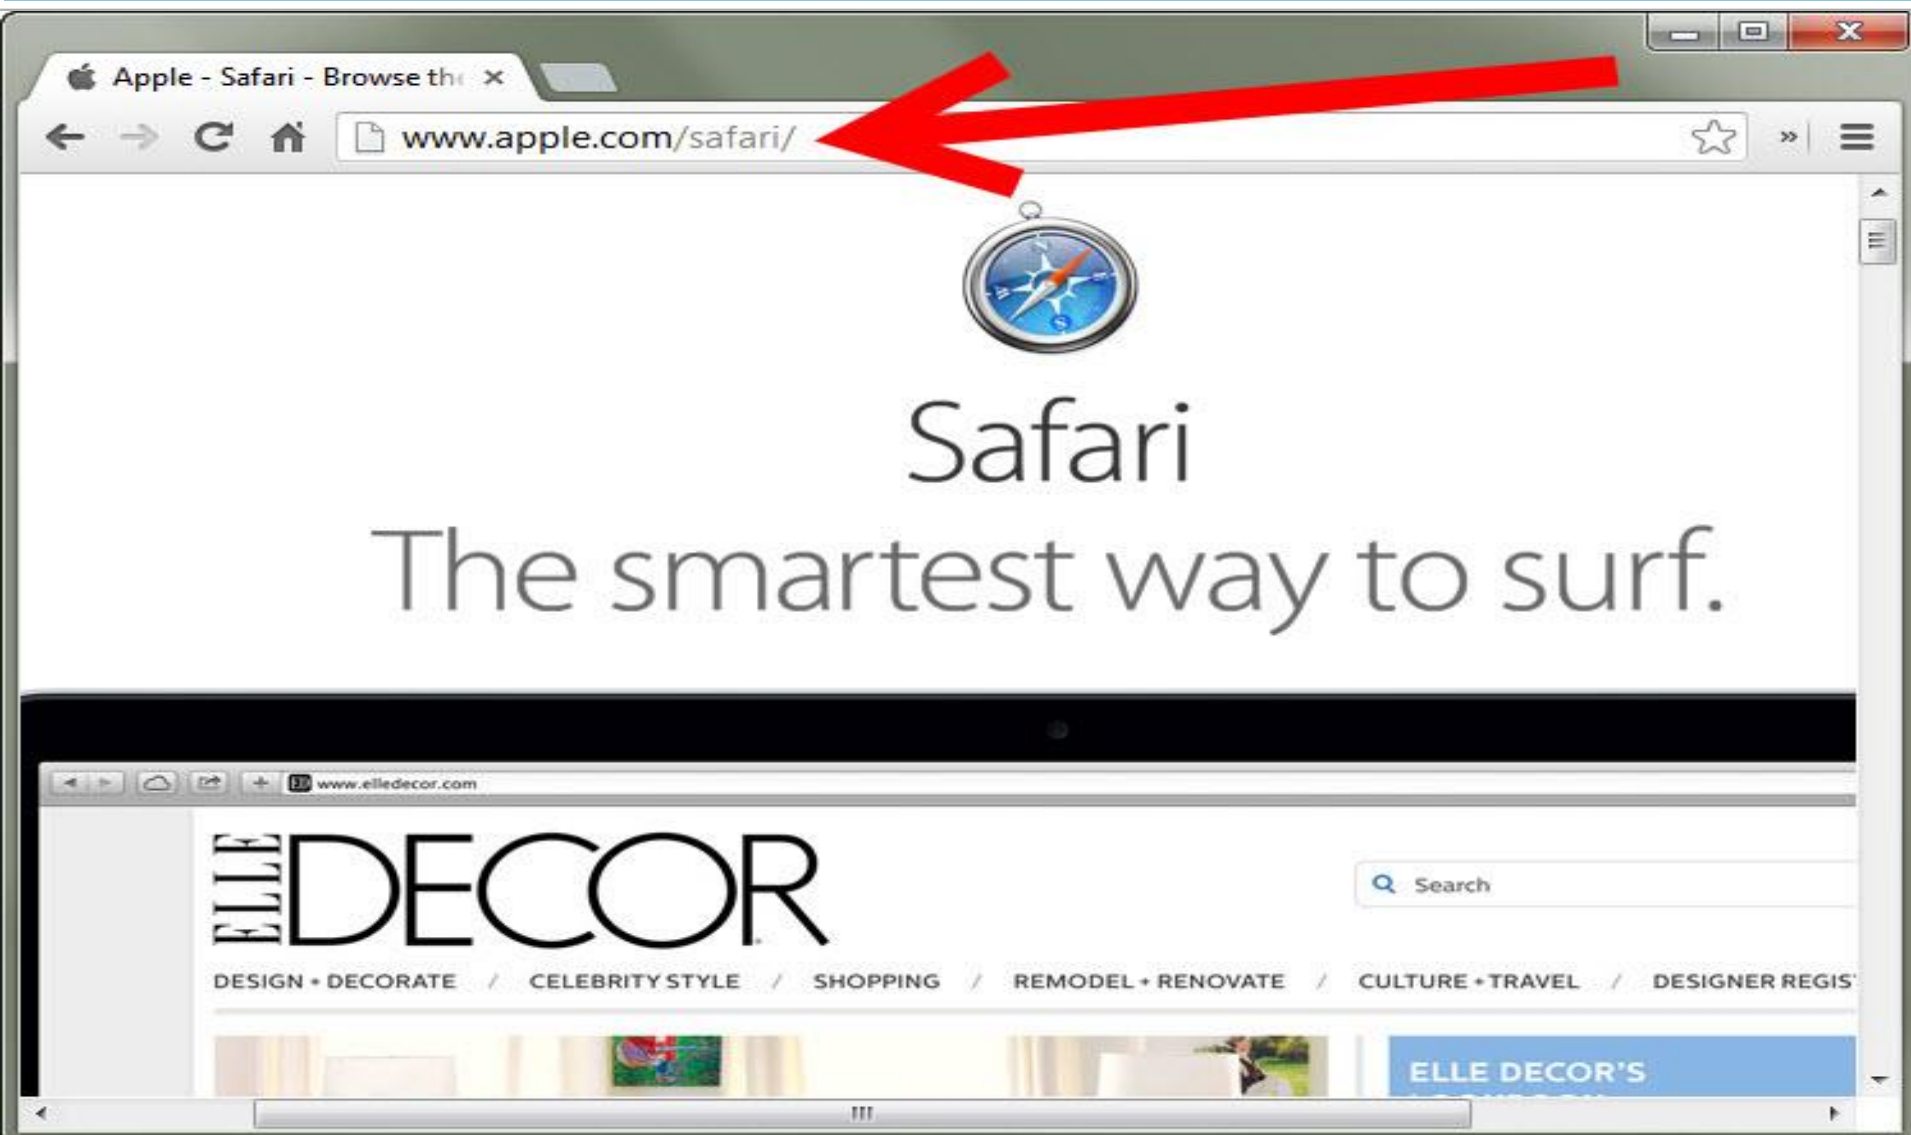 Apple - Safari - Browse the
www.apple.com/safari/
Safari
The smartest way to surf.
www.elledecor.com
ELLE DECOR
Search
DESIGN + DECORATE / CELEBRITY STYLE / SHOPPING / REMODEL + RENOVATE / CULTURE + TRAVEL / DESIGNER REGIS
ELLE DECOR'S